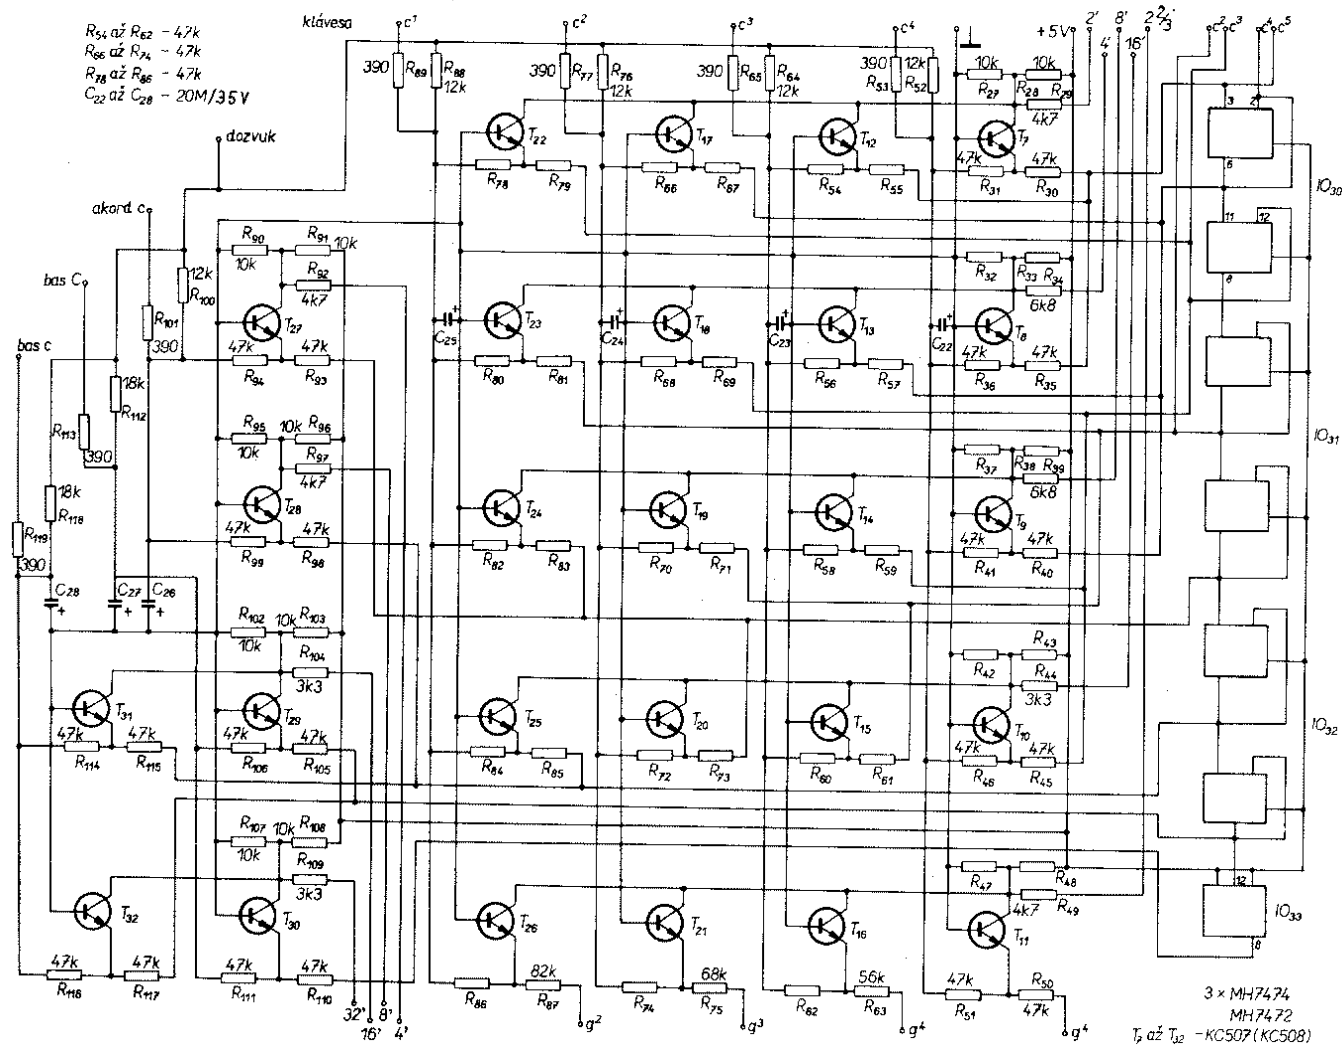 R54 až R62 - 47k
R66 až R74 - 47k
R78 až R86 - 47k
C22 až C28 - 20M/35V
klávesa
c1
c2
c3
c4
+5V
2'
4'
8'
16'
2 2/3'
c2 c3
c4 c5
390 R89 R88 12k
390 R77 R76 12k
390 R65 R64 12k
390 R53 12k R52
10k R27 R28 10k R29
4k7
dozvuk
T22
T17
T12
T7
3 2
6
R78 R79
R66 R67
R54 R55
47k R31 47k R30
IO30
akord c
R90 10k
R91 10k
R92 4k7
11 12
8
bas C
12k R100
R101 390
R32 R33 R34
6k8
T27
C25 +
T23
C24 +
T18
C23 +
T13
C22 +
T8
bas c
47k R94
47k R93
R80 R81
R68 R69
R56 R57
47k R36 47k R35
18k R112
R113 390
R95 10k
10k R96
R97 4k7
R37 R38 R39
6k8
IO31
18k R118
R119 390
T28
T24
T19
T14
T9
47k R99
47k R98
R82 R83
R70 R71
R58 R59
47k R41 47k R40
C28 +
C27 +
C26 +
R102 10k
10k R103
R104 3k3
R42 R43 R44
3k3
T31
T29
T25
T20
T15
T10
IO32
47k R114
47k R115
47k R106
47k R105
R84 R85
R72 R73
R60 R61
47k R46 47k R45
R107 10k
10k R108
R109 3k3
R47 R48
4k7 R49
12
8
IO33
T32
T30
T26
T21
T16
T11
47k R116
47k R117
47k R111
47k R110
R86 82k R87
R74 68k R75
R62 56k R63
47k R51 R50 47k
32'
16'
8'
4'
g2
g3
g4
g4
3 × MH7474
MH7472
T7 až T32 - KC507 (KC508)